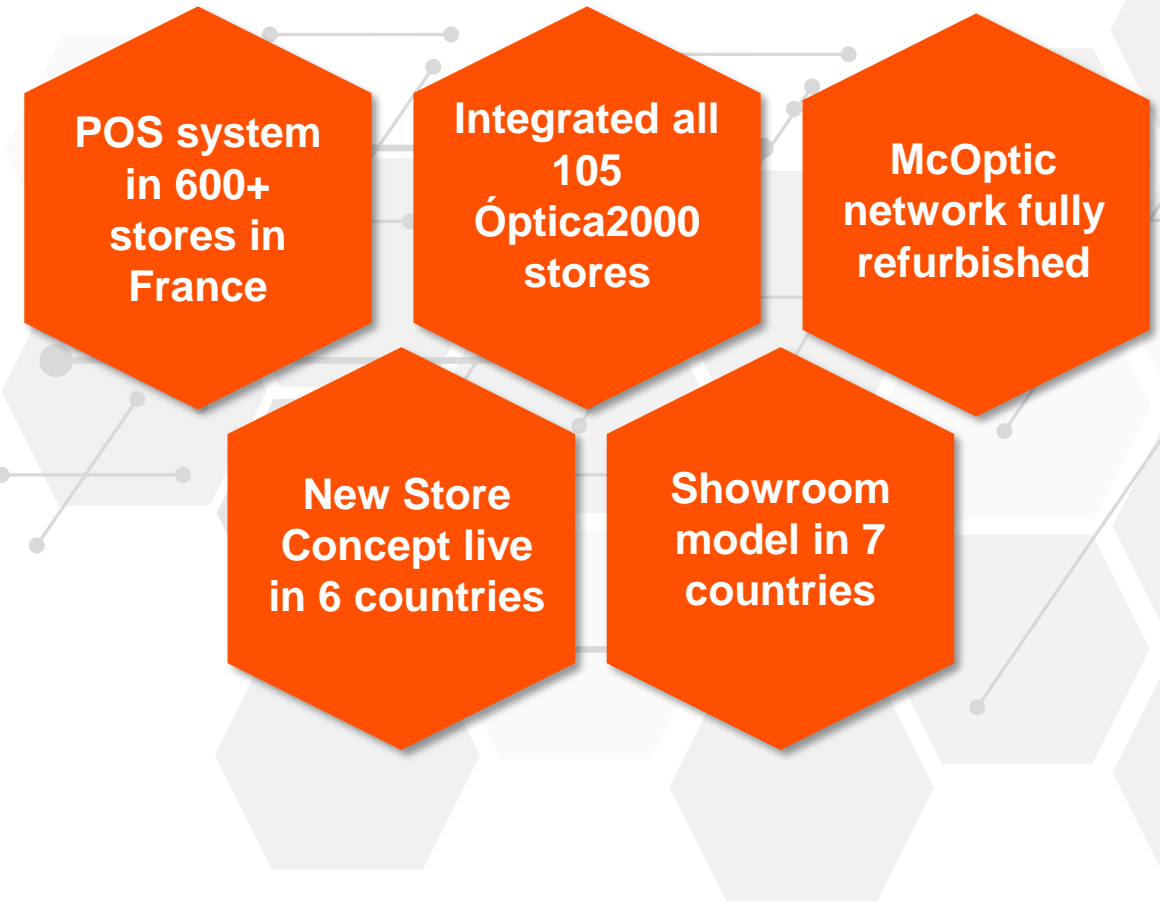 POS system
in 600+
stores in
France
Integrated all
105
Óptica2000
stores
McOptic
network fully
refurbished
New Store
Concept live
in 6 countries
Showroom
model in 7
countries